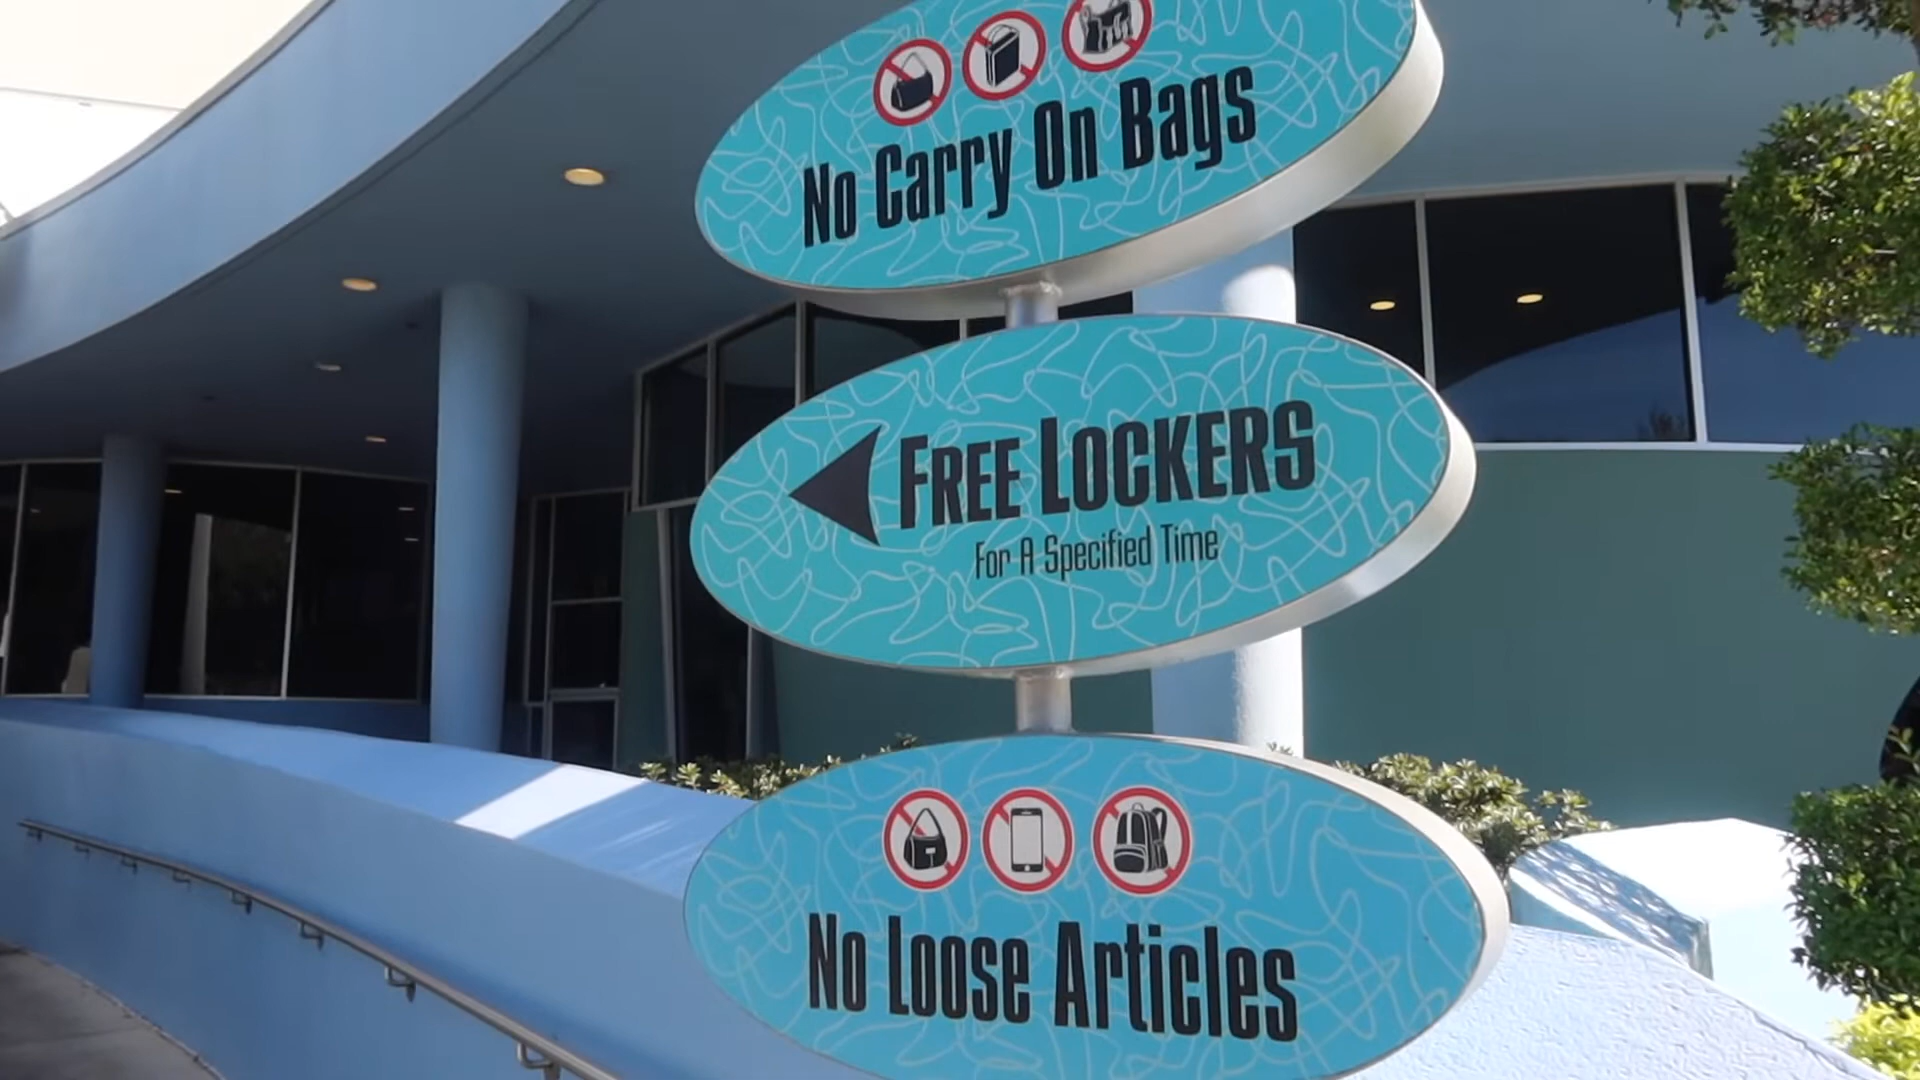 No Carry On Bags
FREE LOCKERS
For A Specified Time
No Loose Articles